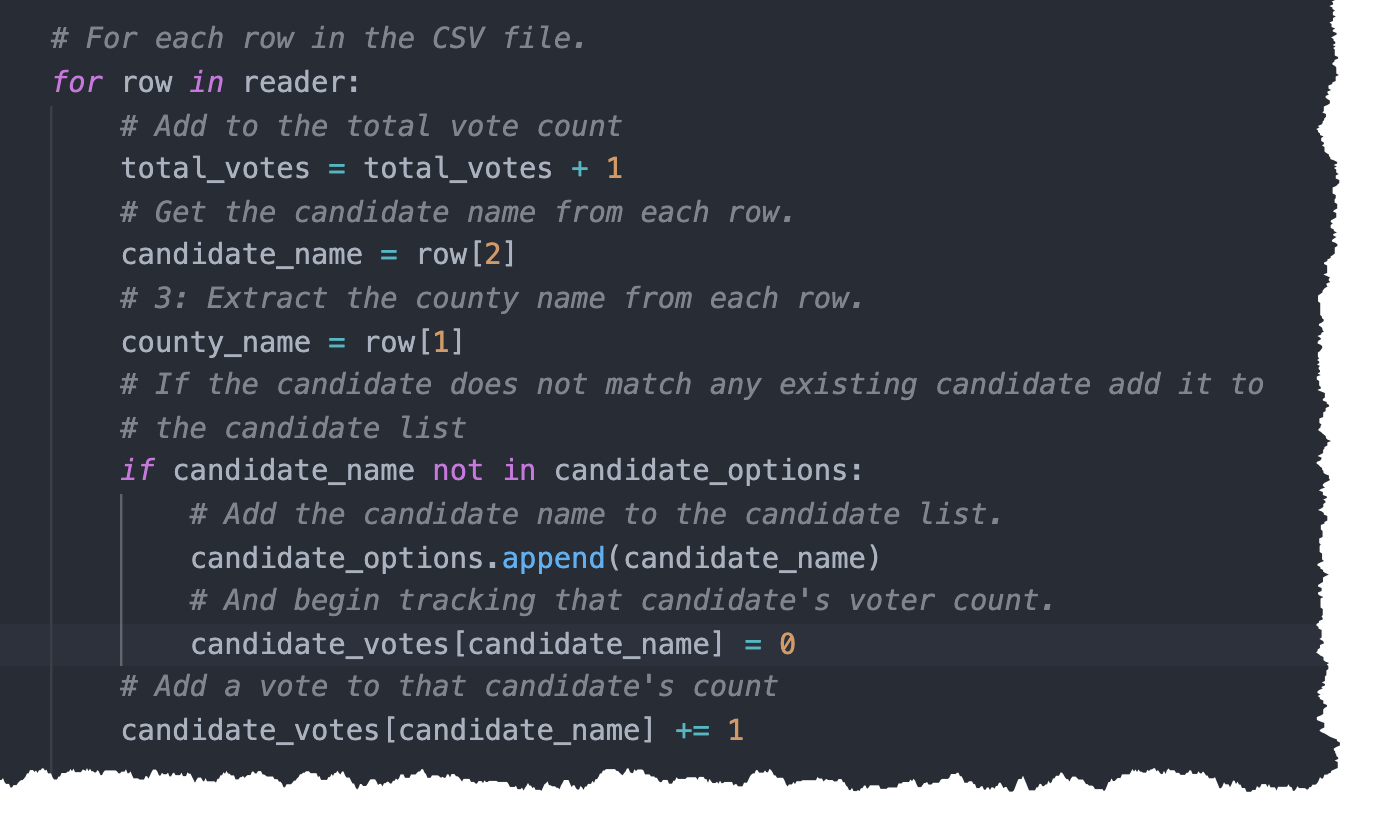 # For each row in the CSV file.
for row in reader:
    # Add to the total vote count
    total_votes = total_votes + 1
    # Get the candidate name from each row.
    candidate_name = row[2]
    # 3: Extract the county name from each row.
    county_name = row[1]
    # If the candidate does not match any existing candidate add it to
    # the candidate list
    if candidate_name not in candidate_options:
        # Add the candidate name to the candidate list.
        candidate_options.append(candidate_name)
        # And begin tracking that candidate's voter count.
        candidate_votes[candidate_name] = 0
    # Add a vote to that candidate's count
    candidate_votes[candidate_name] += 1